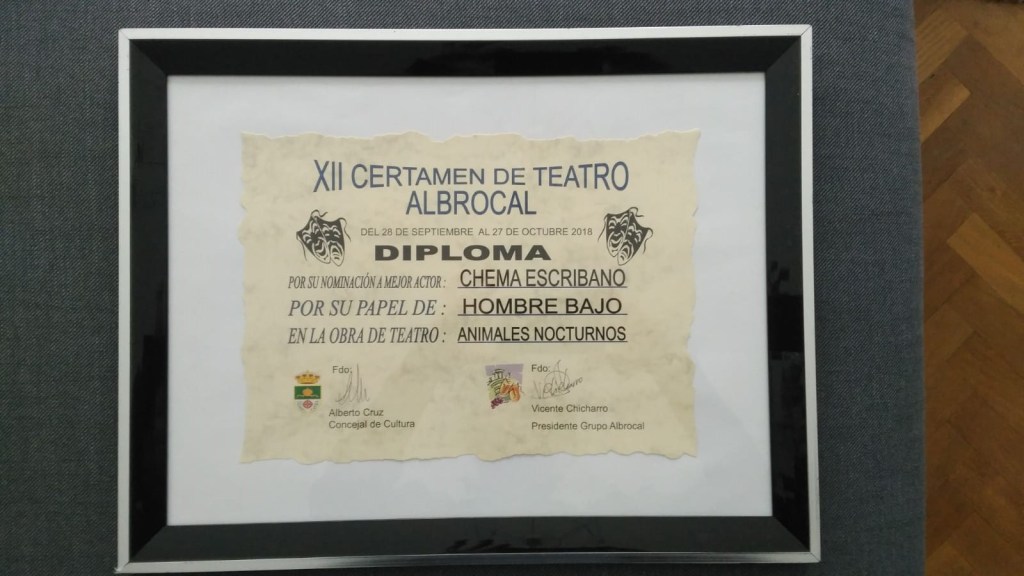 XII CERTAMEN DE TEATRO
ALBROCAL
DEL 28 DE SEPTIEMBRE AL 27 DE OCTUBRE 2018
DIPLOMA
POR SU NOMINACIÓN A MEJOR ACTOR : CHEMA ESCRIBANO
POR SU PAPEL DE : HOMBRE BAJO
EN LA OBRA DE TEATRO : ANIMALES NOCTURNOS
Fdo:
Alberto Cruz
Concejal de Cultura
Fdo:
Vicente Chicharro
Presidente Grupo Albrocal